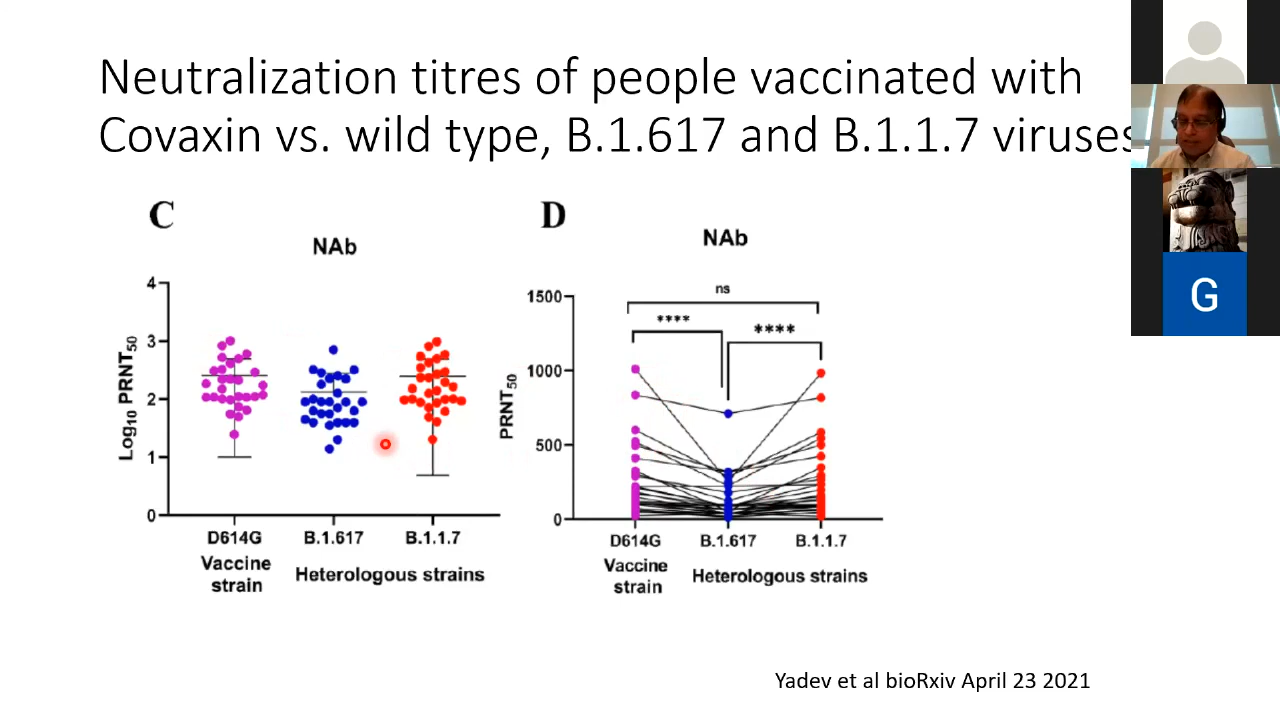 Neutralization titres of people vaccinated with
Covaxin vs. wild type, B.1.617 and B.1.1.7 viruses
C
NAb
Log10 PRNT50
4
3
2
1
0
D614G
B.1.617
B.1.1.7
Vaccine
strain
Heterologous strains
D
NAb
ns
****
****
PRNT50
1500
1000
500
0
D614G
B.1.617
B.1.1.7
Vaccine
strain
Heterologous strains
G
Yadev et al bioRxiv April 23 2021